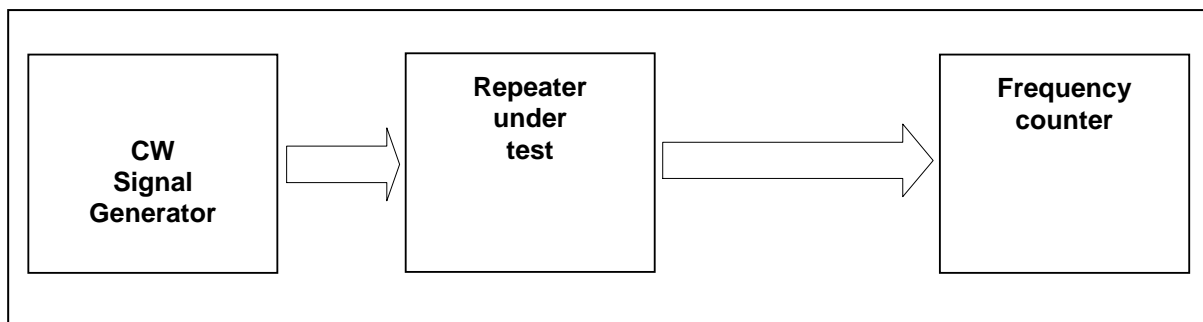 CW
Signal
Generator
Repeater
under
test
Frequency
counter